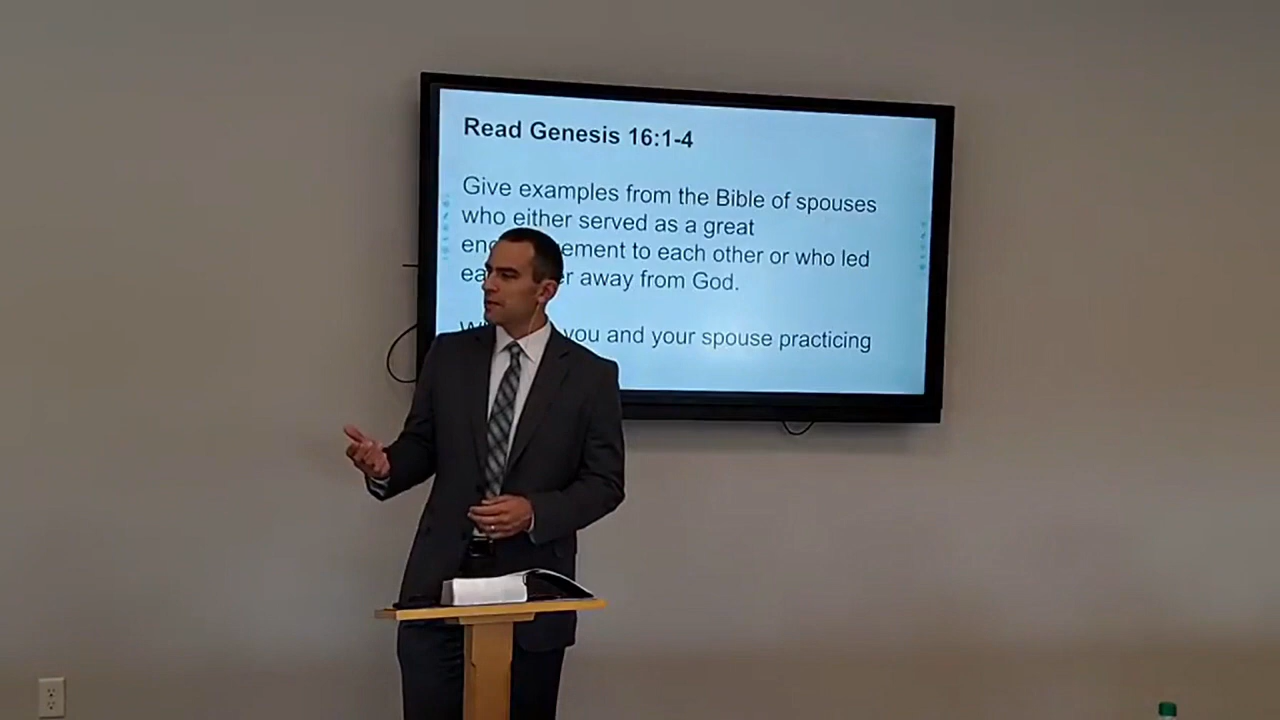 Read Genesis 16:1-4
Give examples from the Bible of spouses
who either served as a great
ement to each other or who led
away from God.
you and your spouse practicing